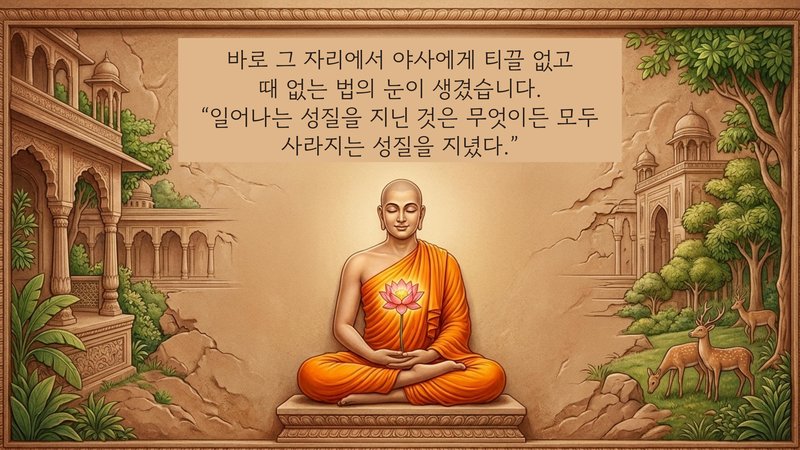 바로 그 자리에서 야사에게 티끌 없고
때 없는 법의 눈이 생겼습니다.
“일어나는 성질을 지닌 것은 무엇이든 모두
사라지는 성질을 지녔다.”